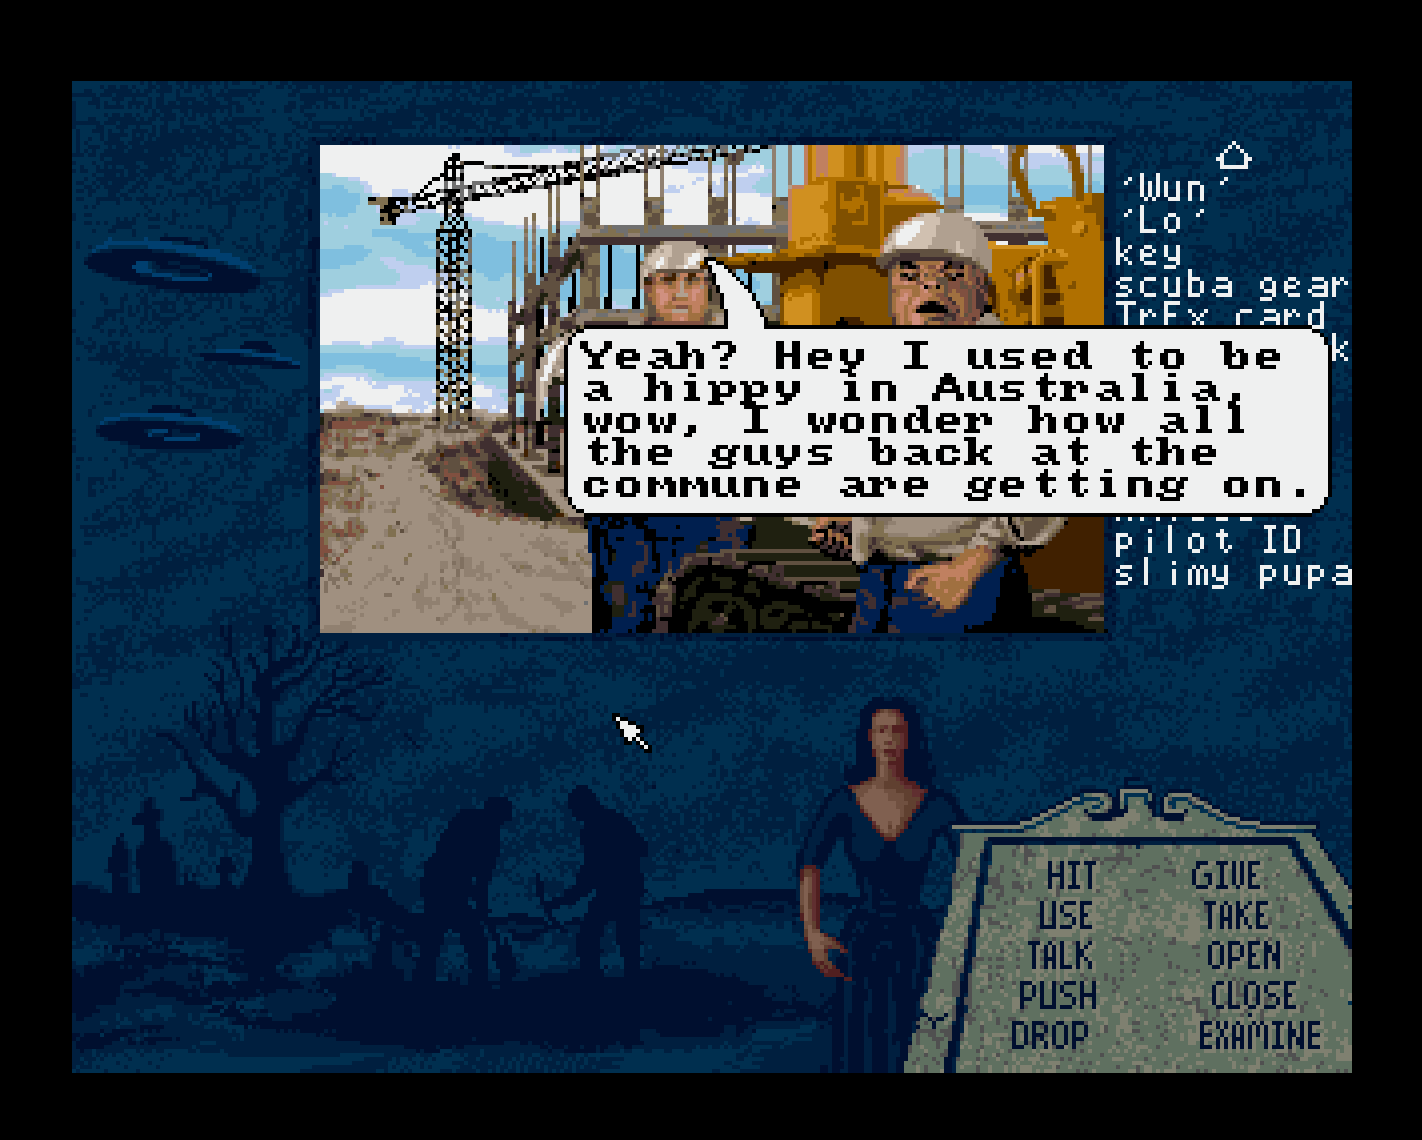 'Wun'
'Lo'
key
scuba gear
TrEx card
Yeah? Hey I used to be
a hippy in Australia,
wow, I wonder how all
the guys back at the
commune are getting on.
pilot ID
slimy pupa
HIT GIVE
USE TAKE
TALK OPEN
PUSH CLOSE
DROP EXAMINE